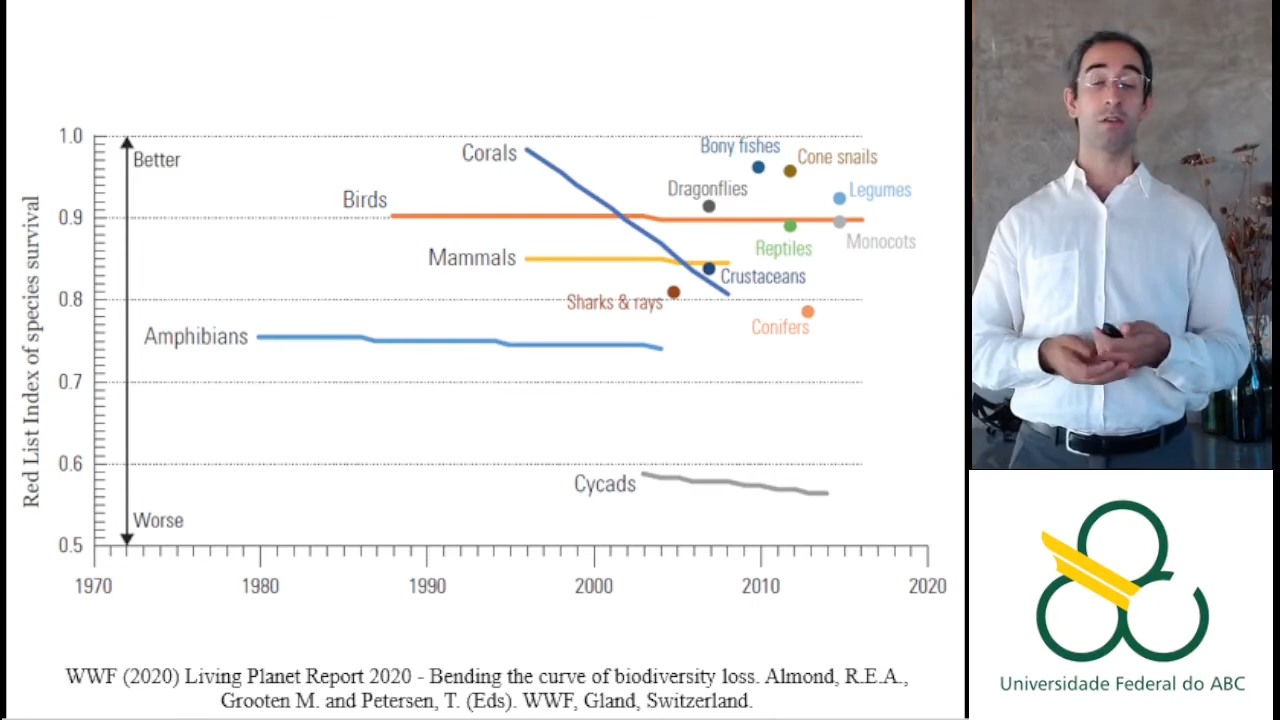 Red List Index of species survival
1.0
0.9
0.8
0.7
0.6
0.5
Better
Worse
Corals
Birds
Mammals
Amphibians
Cycads
Bony fishes
Cone snails
Dragonflies
Legumes
Reptiles
Monocots
Crustaceans
Sharks & rays
Conifers
1970
1980
1990
2000
2010
2020
WWF (2020) Living Planet Report 2020 - Bending the curve of biodiversity loss. Almond, R.E.A.,
Grooten M. and Petersen, T. (Eds). WWF, Gland, Switzerland.
Universidade Federal do ABC